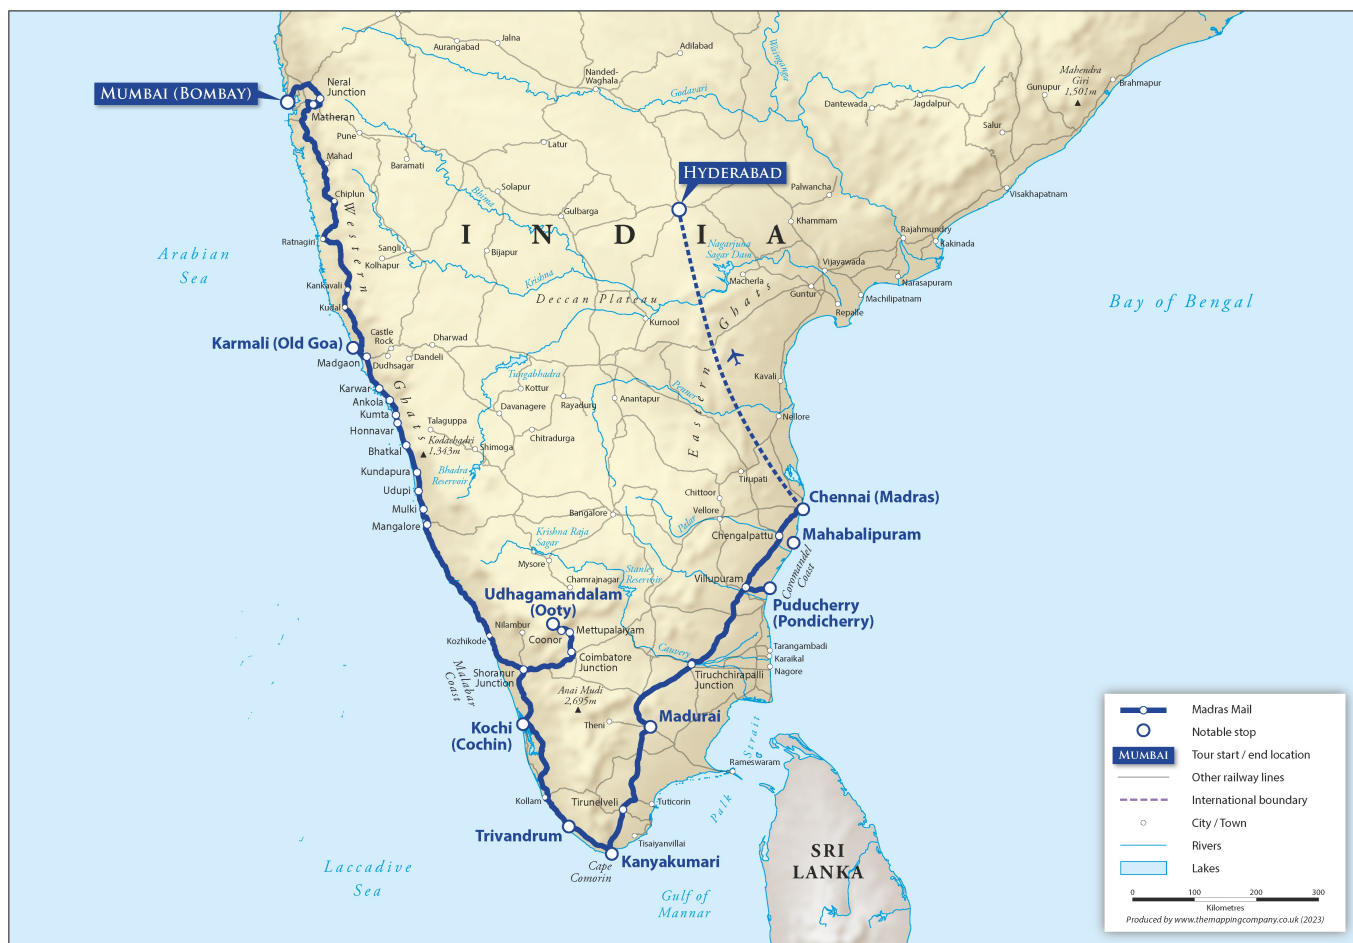 Jalna
Aurangabad
Adilabad
Wainganga
Nanded-
Waghala
Godavari
Mahendra
Giri
1,501m
Gunupur
Brahmapur
Neral
Junction
MUMBAI (BOMBAY)
Matheran
Dantewada
Jagdalpur
Salur
Pune
Latur
Mahad
Baramati
HYDERABAD
Chiplun
Bhima
Solapur
Palwancha
Visakhapatnam
Western
Gulbarga
Khammam
INDIA
Ratnagiri
Rajahmundry
Kakinada
Arabian
Sea
Sangli
Kolhapur
Bijapur
Nagarjuna
Sagar Dam
Vijayawada
Krishna
Macherla
Narasapuram
Kankavali
Deccan Plateau
Guntur
Machilipatnam
Bay of Bengal
Kudal
Ghats
Repalle
Kurnool
Castle
Rock
Dharwad
Karmali (Old Goa)
Madgaon
Dudhsagar
Dandeli
Tungabhadra
Eastern
Kavali
Karwar
Ghats
Kottur
Penner
Ankola
Rayadurg
Anantapur
Kumta
Davanagere
Nellore
Talaguppa
Honnavar
Kodachadri
1,343m
Chitradurga
Shimoga
Bhatkal
Kundapura
Bhadra
Reservoir
Tirupati
Udupi
Chittoor
Chennai (Madras)
Mulki
Bangalore
Vellore
Palar
Mangalore
Krishna Raja
Sagar
Chengalpattu
Mahabalipuram
Mysore
Stanley
Reservoir
Coromandel
Coast
Chamrajnagar
Villupuram
Udhagamandalam
(Ooty)
Puducherry
(Pondicherry)
Nilambur
Mettupalaiyam
Kozhikode
Coonor
Cauvery
Tarangambadi
Coimbatore
Junction
Karaikal
Nagore
Malabar
Coast
Shoranur
Junction
Tiruchchirapalli
Junction
Anai Mudi
2,695m
Kochi
(Cochin)
Theni
Madurai
Palk Strait
Rameswaram
Kollam
Tirunelveli
Tuticorin
Trivandrum
Tisaiyanvillai
Kanyakumari
Cape
Comorin
Laccadive
Sea
Gulf of
Mannar
SRI
LANKA
Madras Mail
Notable stop
MUMBAI Tour start / end location
Other railway lines
International boundary
City / Town
Rivers
Lakes
0 100 200 300
Kilometres
Produced by www.themappingcompany.co.uk (2023)